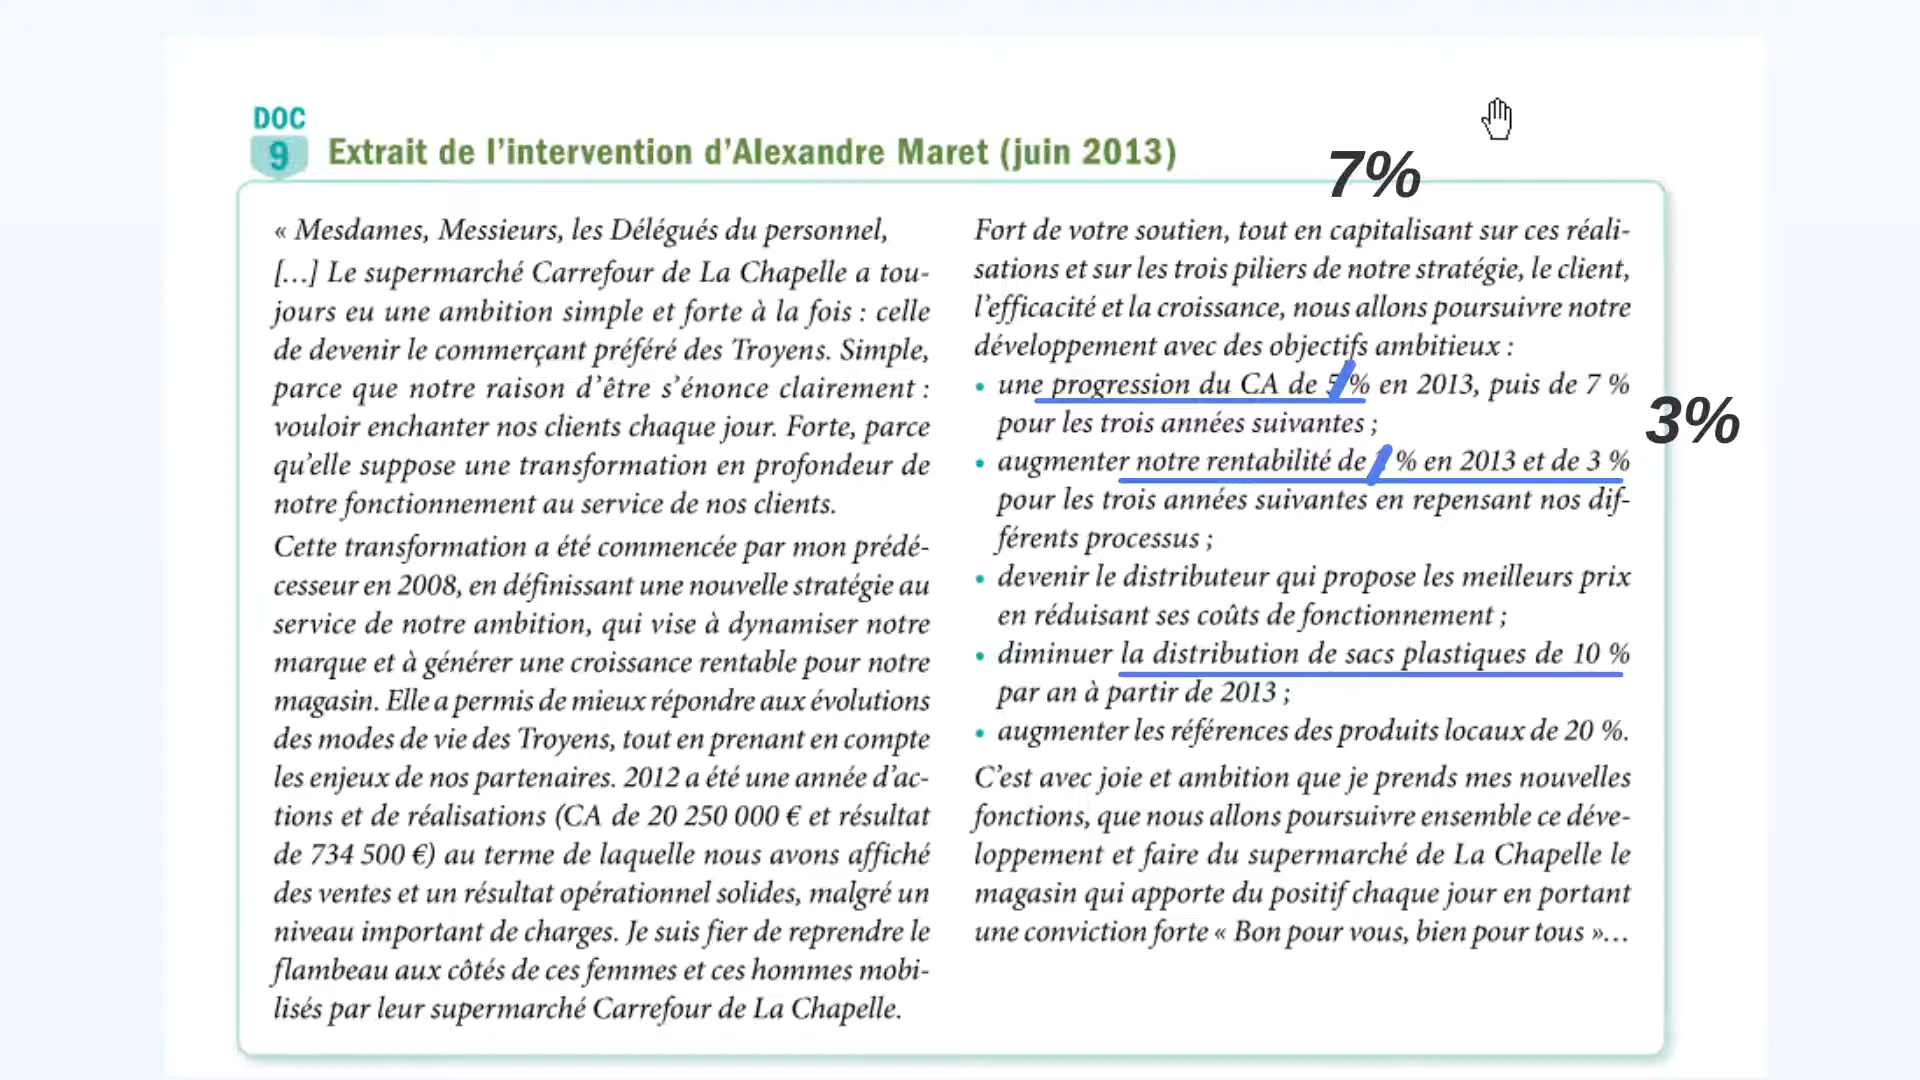 DOC
9
Extrait de l'intervention d'Alexandre Maret (juin 2013)
7%
« Mesdames, Messieurs, les Délégués du personnel,
[…] Le supermarché Carrefour de La Chapelle a tou-
jours eu une ambition simple et forte à la fois : celle
de devenir le commerçant préféré des Troyens. Simple,
parce que notre raison d'être s'énonce clairement :
vouloir enchanter nos clients chaque jour. Forte, parce
qu'elle suppose une transformation en profondeur de
notre fonctionnement au service de nos clients.
Cette transformation a été commencée par mon prédé-
cesseur en 2008, en définissant une nouvelle stratégie au
service de notre ambition, qui vise à dynamiser notre
marque et à générer une croissance rentable pour notre
magasin. Elle a permis de mieux répondre aux évolutions
des modes de vie des Troyens, tout en prenant en compte
les enjeux de nos partenaires. 2012 a été une année d'ac-
tions et de réalisations (CA de 20 250 000 € et résultat
de 734 500 €) au terme de laquelle nous avons affiché
des ventes et un résultat opérationnel solides, malgré un
niveau important de charges. Je suis fier de reprendre le
flambeau aux côtés de ces femmes et ces hommes mobi-
lisés par leur supermarché Carrefour de La Chapelle.
Fort de votre soutien, tout en capitalisant sur ces réali-
sations et sur les trois piliers de notre stratégie, le client,
l'efficacité et la croissance, nous allons poursuivre notre
développement avec des objectifs ambitieux :
• une progression du CA de 5 % en 2013, puis de 7 %
pour les trois années suivantes ;
3%
• augmenter notre rentabilité de % en 2013 et de 3 %
pour les trois années suivantes en repensant nos dif-
férents processus ;
• devenir le distributeur qui propose les meilleurs prix
en réduisant ses coûts de fonctionnement ;
• diminuer la distribution de sacs plastiques de 10 %
par an à partir de 2013 ;
• augmenter les références des produits locaux de 20 %.
C'est avec joie et ambition que je prends mes nouvelles
fonctions, que nous allons poursuivre ensemble ce déve-
loppement et faire du supermarché de La Chapelle le
magasin qui apporte du positif chaque jour en portant
une conviction forte « Bon pour vous, bien pour tous »…